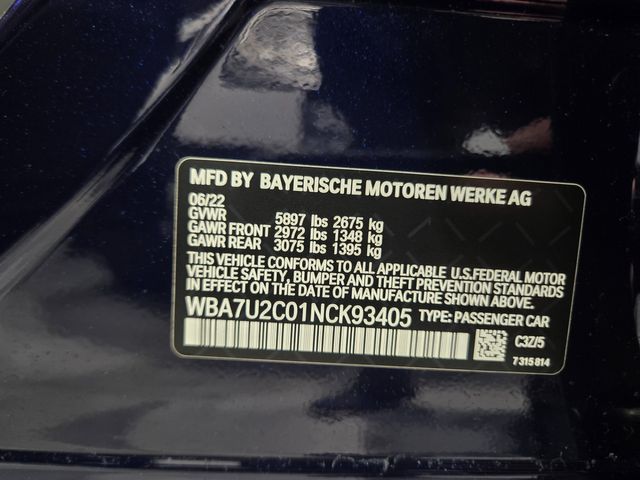 MFD BY BAYERISCHE MOTOREN WERKE AG
06/22
GVWR 5897 lbs 2675 kg
GAWR FRONT 2972 lbs 1348 kg
GAWR REAR 3075 lbs 1395 kg
THIS VEHICLE CONFORMS TO ALL APPLICABLE U.S.FEDERAL MOTOR
VEHICLE SAFETY, BUMPER AND THEFT PREVENTION STANDARDS
IN EFFECT ON THE DATE OF MANUFACTURE SHOWN ABOVE.
WBA7U2C01NCK93405 TYPE: PASSENGER CAR
C3Z/5
7315814